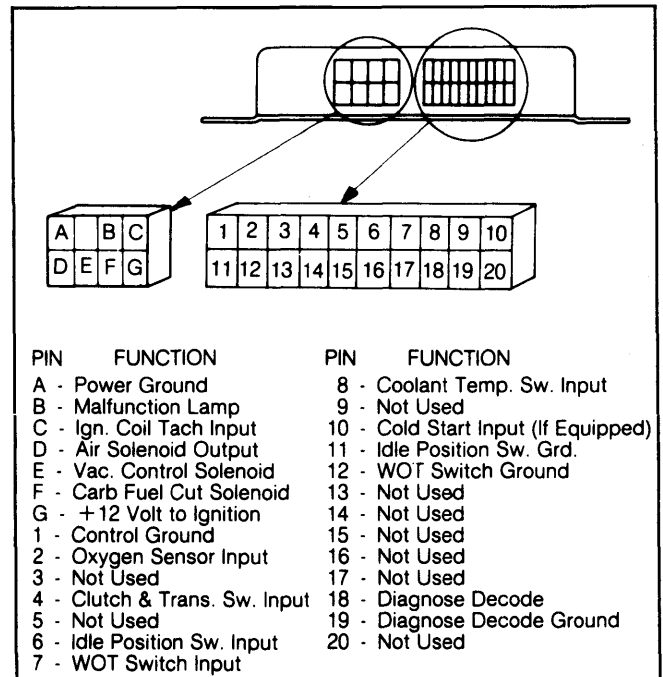 A B C
D E F G
1 2 3 4 5 6 7 8 9 10
11 12 13 14 15 16 17 18 19 20
PIN FUNCTION
A - Power Ground
B - Malfunction Lamp
C - Ign. Coil Tach Input
D - Air Solenoid Output
E - Vac. Control Solenoid
F - Carb Fuel Cut Solenoid
G - +12 Volt to Ignition
1 - Control Ground
2 - Oxygen Sensor Input
3 - Not Used
4 - Clutch & Trans. Sw. Input
5 - Not Used
6 - Idle Position Sw. Input
7 - WOT Switch Input
PIN FUNCTION
8 - Coolant Temp. Sw. Input
9 - Not Used
10 - Cold Start Input (If Equipped)
11 - Idle Position Sw. Grd.
12 - WOT Switch Ground
13 - Not Used
14 - Not Used
15 - Not Used
16 - Not Used
17 - Not Used
18 - Diagnose Decode
19 - Diagnose Decode Ground
20 - Not Used